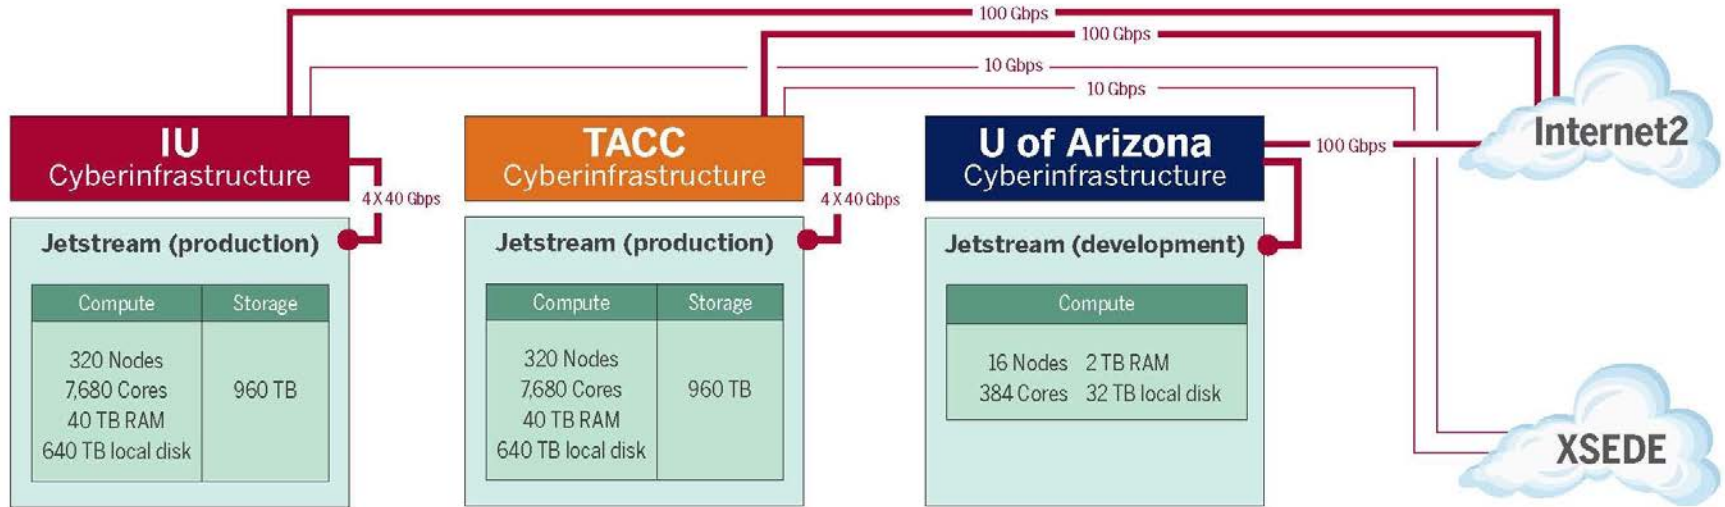 100 Gbps
100 Gbps
10 Gbps
10 Gbps
IU
Cyberinfrastructure
4 X 40 Gbps
Jetstream (production)
Compute Storage
320 Nodes
7,680 Cores 960 TB
40 TB RAM
640 TB local disk
TACC
Cyberinfrastructure
4 X 40 Gbps
Jetstream (production)
Compute Storage
320 Nodes
7,680 Cores 960 TB
40 TB RAM
640 TB local disk
U of Arizona
Cyberinfrastructure
100 Gbps
Jetstream (development)
Compute
16 Nodes 2 TB RAM
384 Cores 32 TB local disk
Internet2
XSEDE